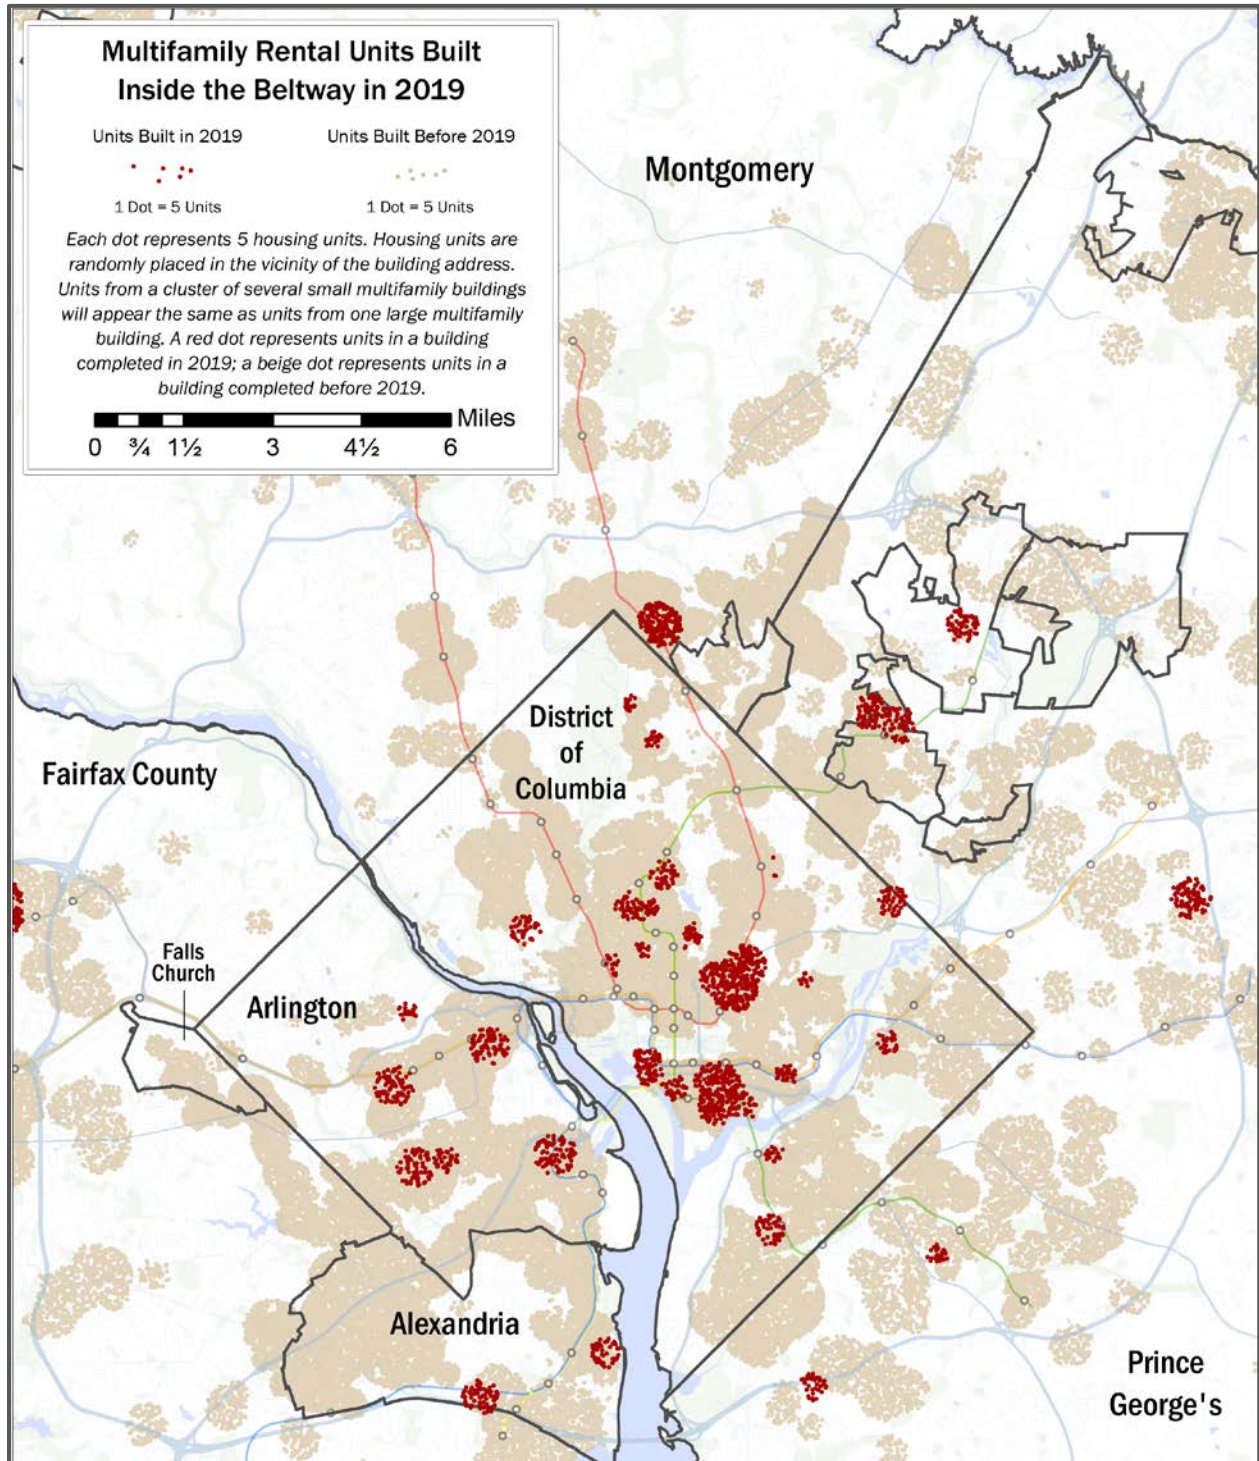 Multifamily Rental Units Built
Inside the Beltway in 2019
Units Built in 2019
Units Built Before 2019
1 Dot = 5 Units
1 Dot = 5 Units
Each dot represents 5 housing units. Housing units are
randomly placed in the vicinity of the building address.
Units from a cluster of several small multifamily buildings
will appear the same as units from one large multifamily
building. A red dot represents units in a building
completed in 2019; a beige dot represents units in a
building completed before 2019.
Miles
0 ¾ 1½ 3 4½ 6
Montgomery
District
of
Columbia
Fairfax County
Falls
Church
Arlington
Alexandria
Prince
George's